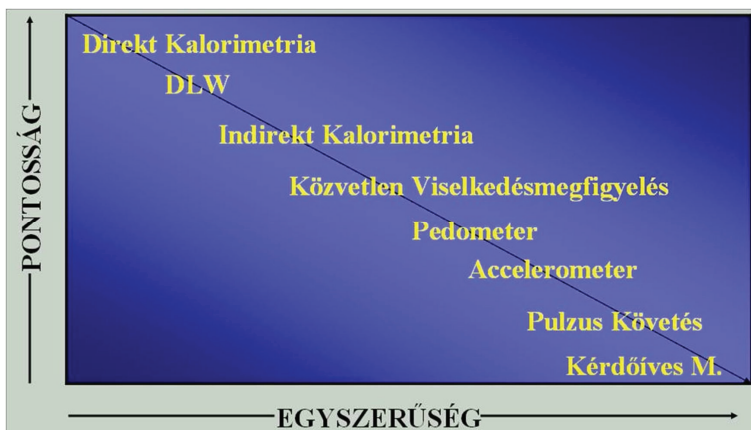 PONTOSSÁG
Direkt Kalorimetria
DLW
Indirekt Kalorimetria
Közvetlen Viselkedésmegfigyelés
Pedometer
Accelerometer
Pulzus Követés
Kérdőíves M.
EGYSZERŰSÉG